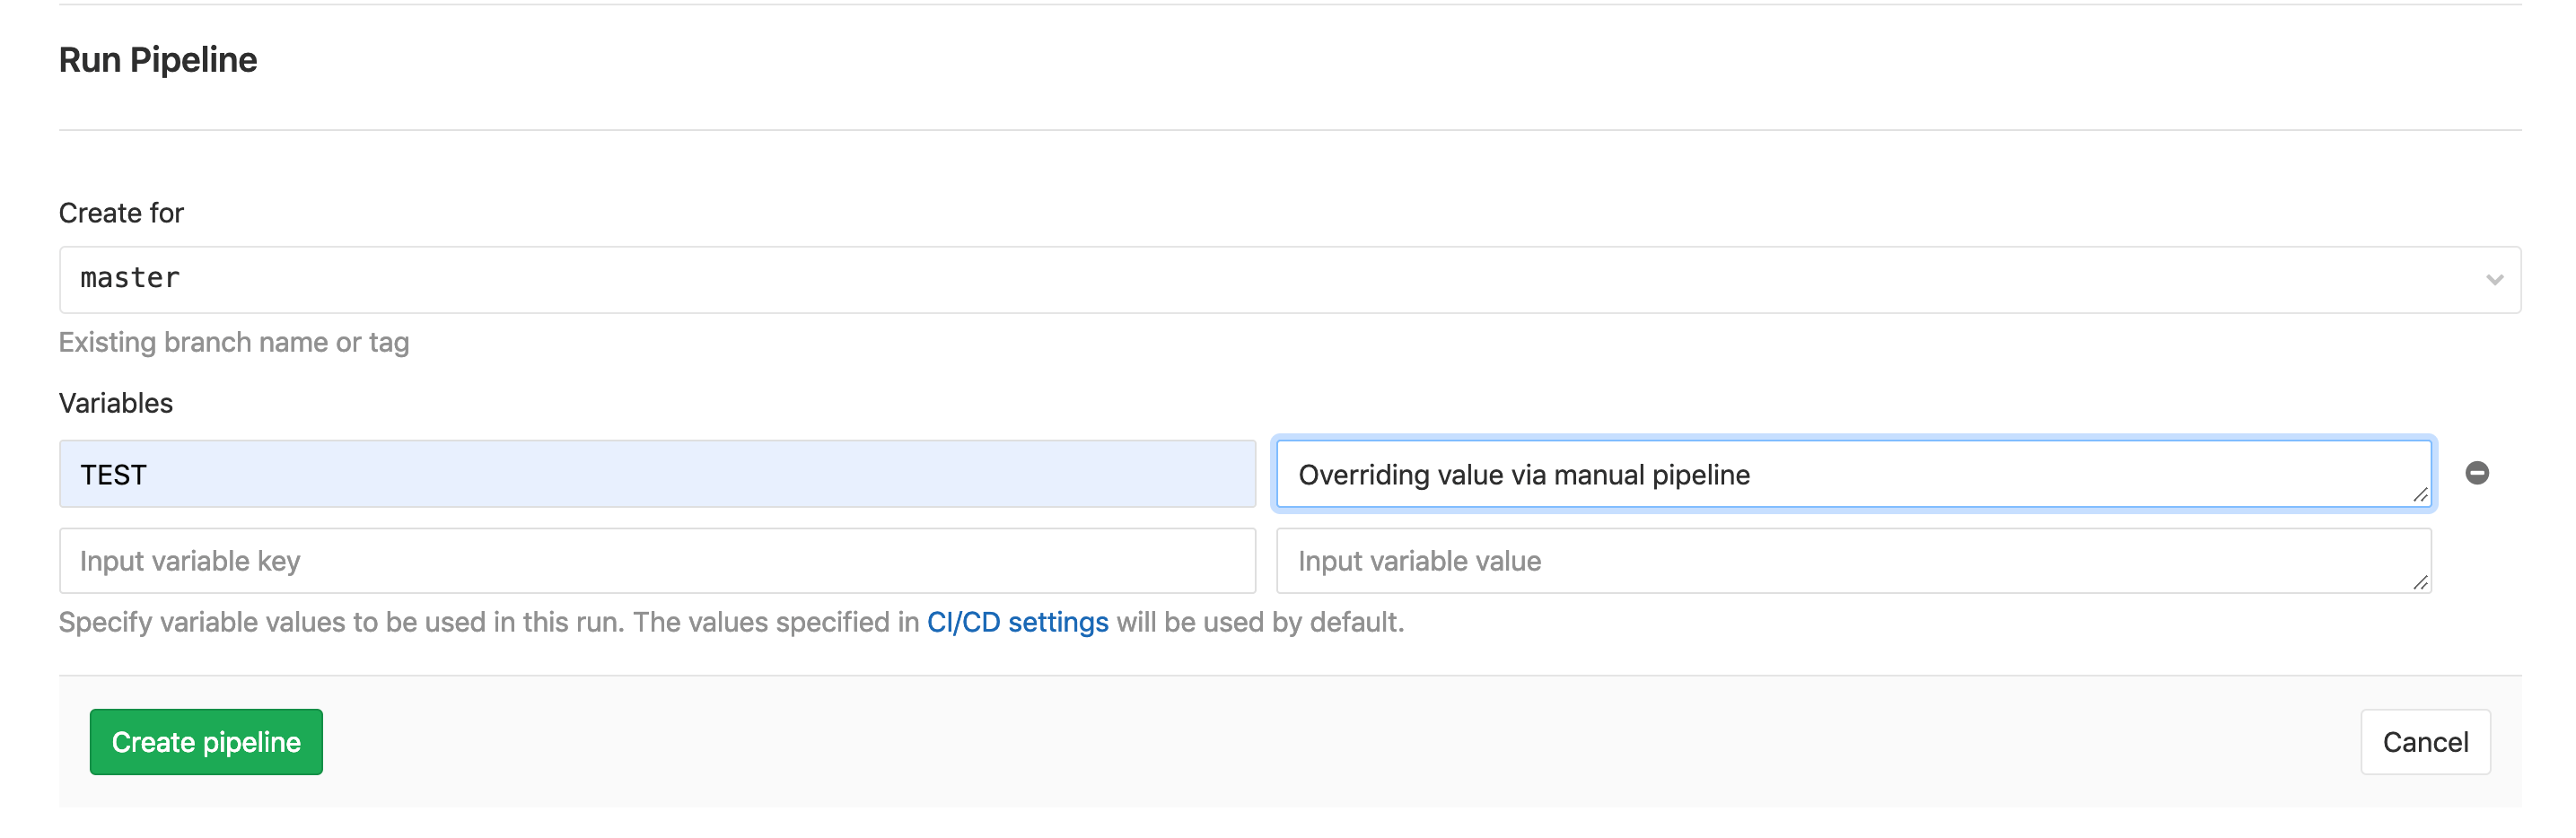 Run Pipeline
Create for
master
Existing branch name or tag
Variables
TEST
Overriding value via manual pipeline
Input variable key
Input variable value
Specify variable values to be used in this run. The values specified in CI/CD settings will be used by default.
Create pipeline
Cancel